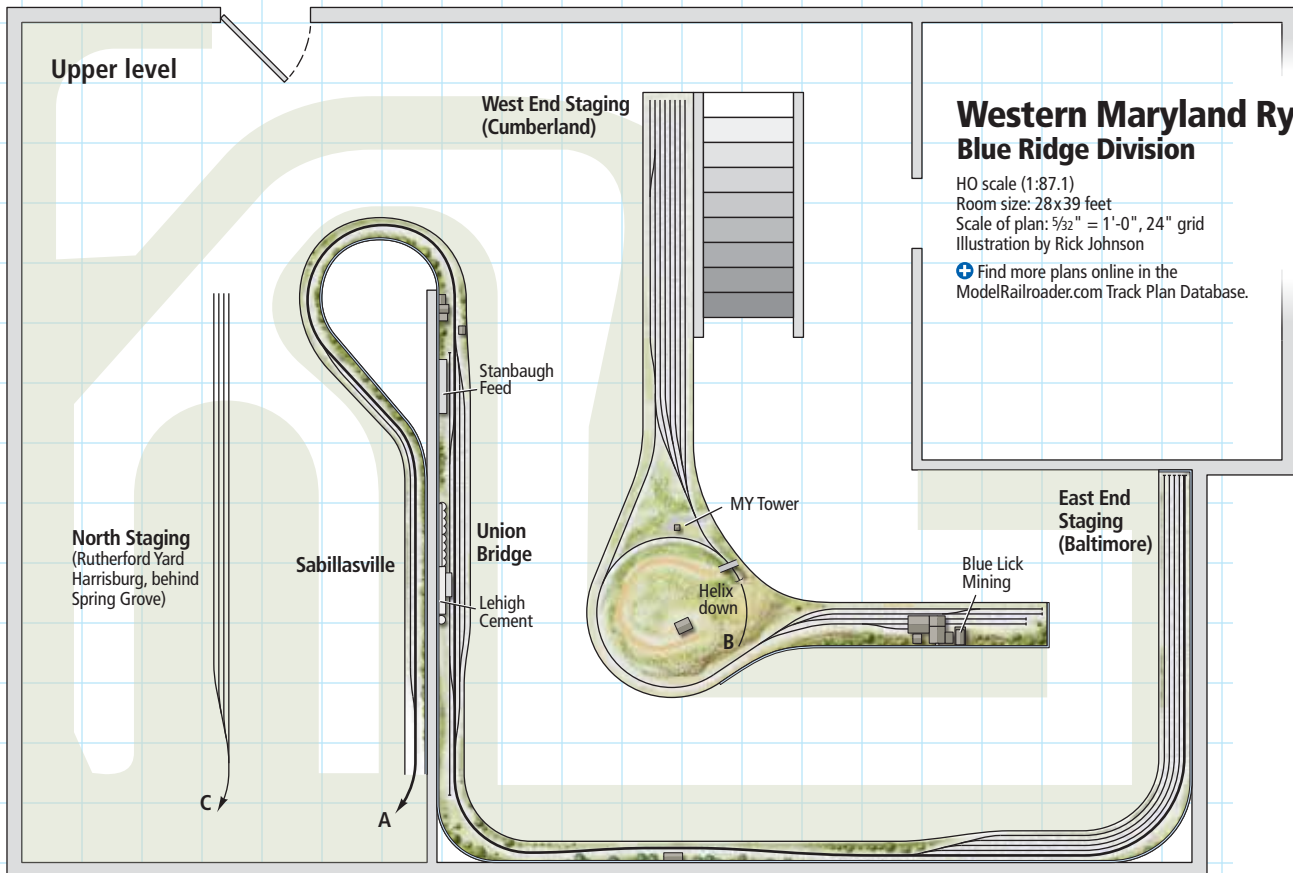 Upper level
West End Staging
(Cumberland)
Western Maryland Ry
Blue Ridge Division
HO scale (1:87.1)
Room size: 28x39 feet
Scale of plan: 5/32" = 1'-0", 24" grid
Illustration by Rick Johnson
Find more plans online in the
ModelRailroader.com Track Plan Database.
Stanbaugh
Feed
MY Tower
East End
Staging
(Baltimore)
North Staging
(Rutherford Yard
Harrisburg, behind
Spring Grove)
Sabillasville
Union
Bridge
Lehigh
Cement
Helix
down
B
Blue Lick
Mining
C
A